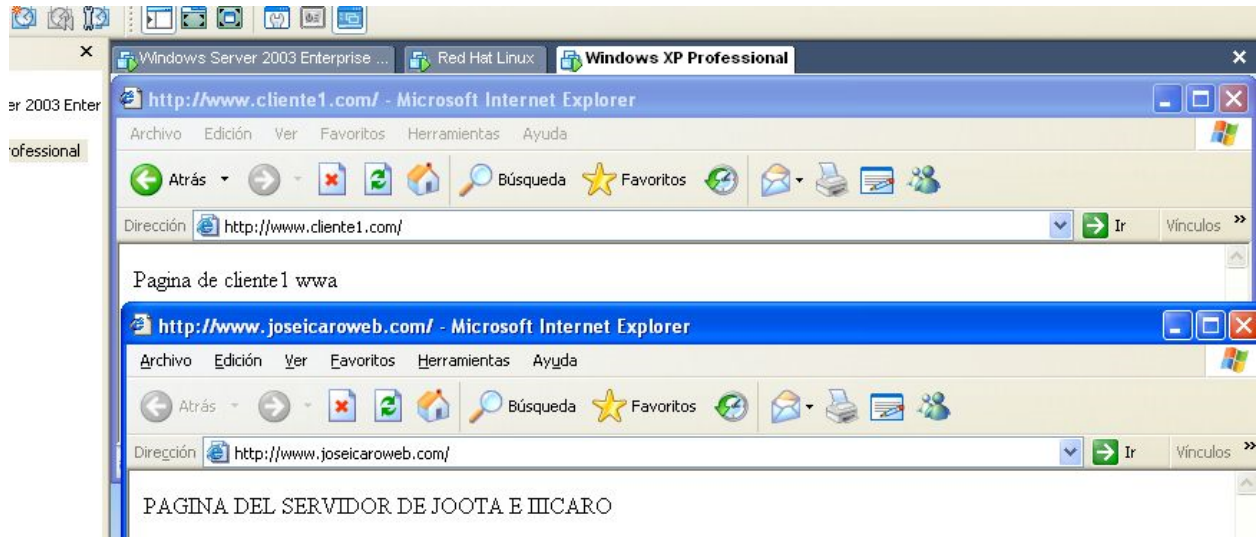 Windows Server 2003 Enterprise ... Red Hat Linux Windows XP Professional
er 2003 Enter
ofessional
http://www.cliente1.com/ - Microsoft Internet Explorer
Archivo Edición Ver Favoritos Herramientas Ayuda
Atrás Búsqueda Favoritos
Dirección http://www.cliente1.com/ Ir Vínculos »
Pagina de cliente1 wwa
http://www.joseicaroweb.com/ - Microsoft Internet Explorer
Archivo Edición Ver Favoritos Herramientas Ayuda
Atrás Búsqueda Favoritos
Dirección http://www.joseicaroweb.com/ Ir Vínculos »
PAGINA DEL SERVIDOR DE JOOTA E IIICARO